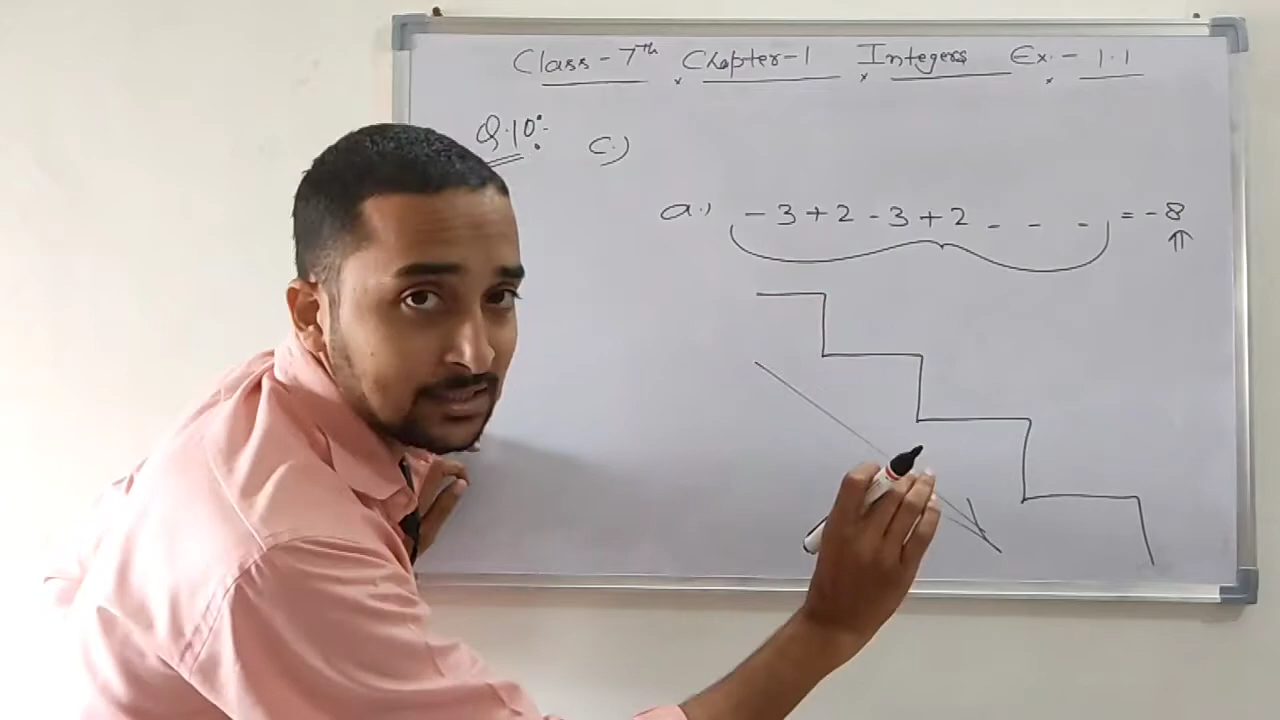 Class - 7th Chapter-1 Integers Ex. - 1.1
Q.10: c.)
a.) - 3 + 2 - 3 + 2 - - - = - 8